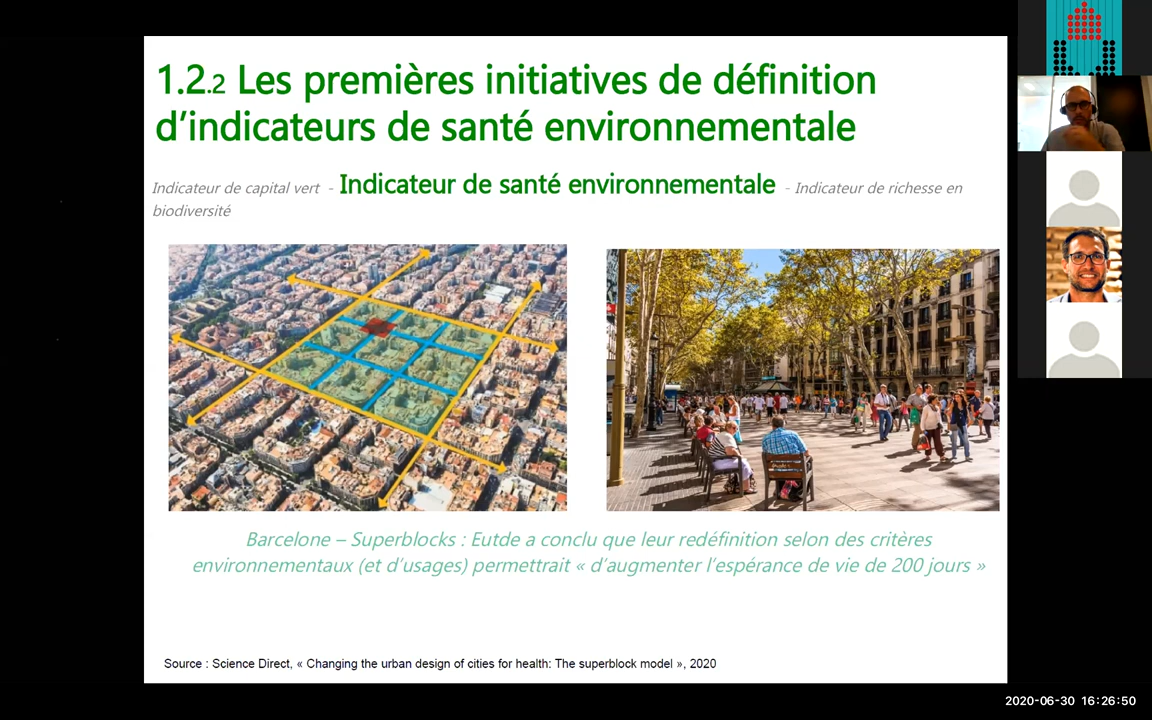 1.2.2 Les premières initiatives de définition
d’indicateurs de santé environnementale
Indicateur de capital vert - Indicateur de santé environnementale - Indicateur de richesse en
biodiversité
Barcelone – Superblocks : Eutde a conclu que leur redéfinition selon des critères
environnementaux (et d’usages) permettrait « d’augmenter l’espérance de vie de 200 jours »
Source : Science Direct, « Changing the urban design of cities for health: The superblock model », 2020
2020-06-30 16:26:50